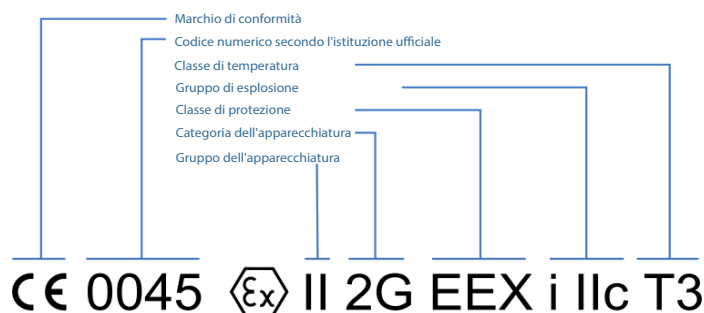 Marchio di conformità
Codice numerico secondo l'istituzione ufficiale
Classe di temperatura
Gruppo di esplosione
Classe di protezione
Categoria dell'apparecchiatura
Gruppo dell'apparecchiatura
CE 0045 Ex II 2G EEX i IIc T3